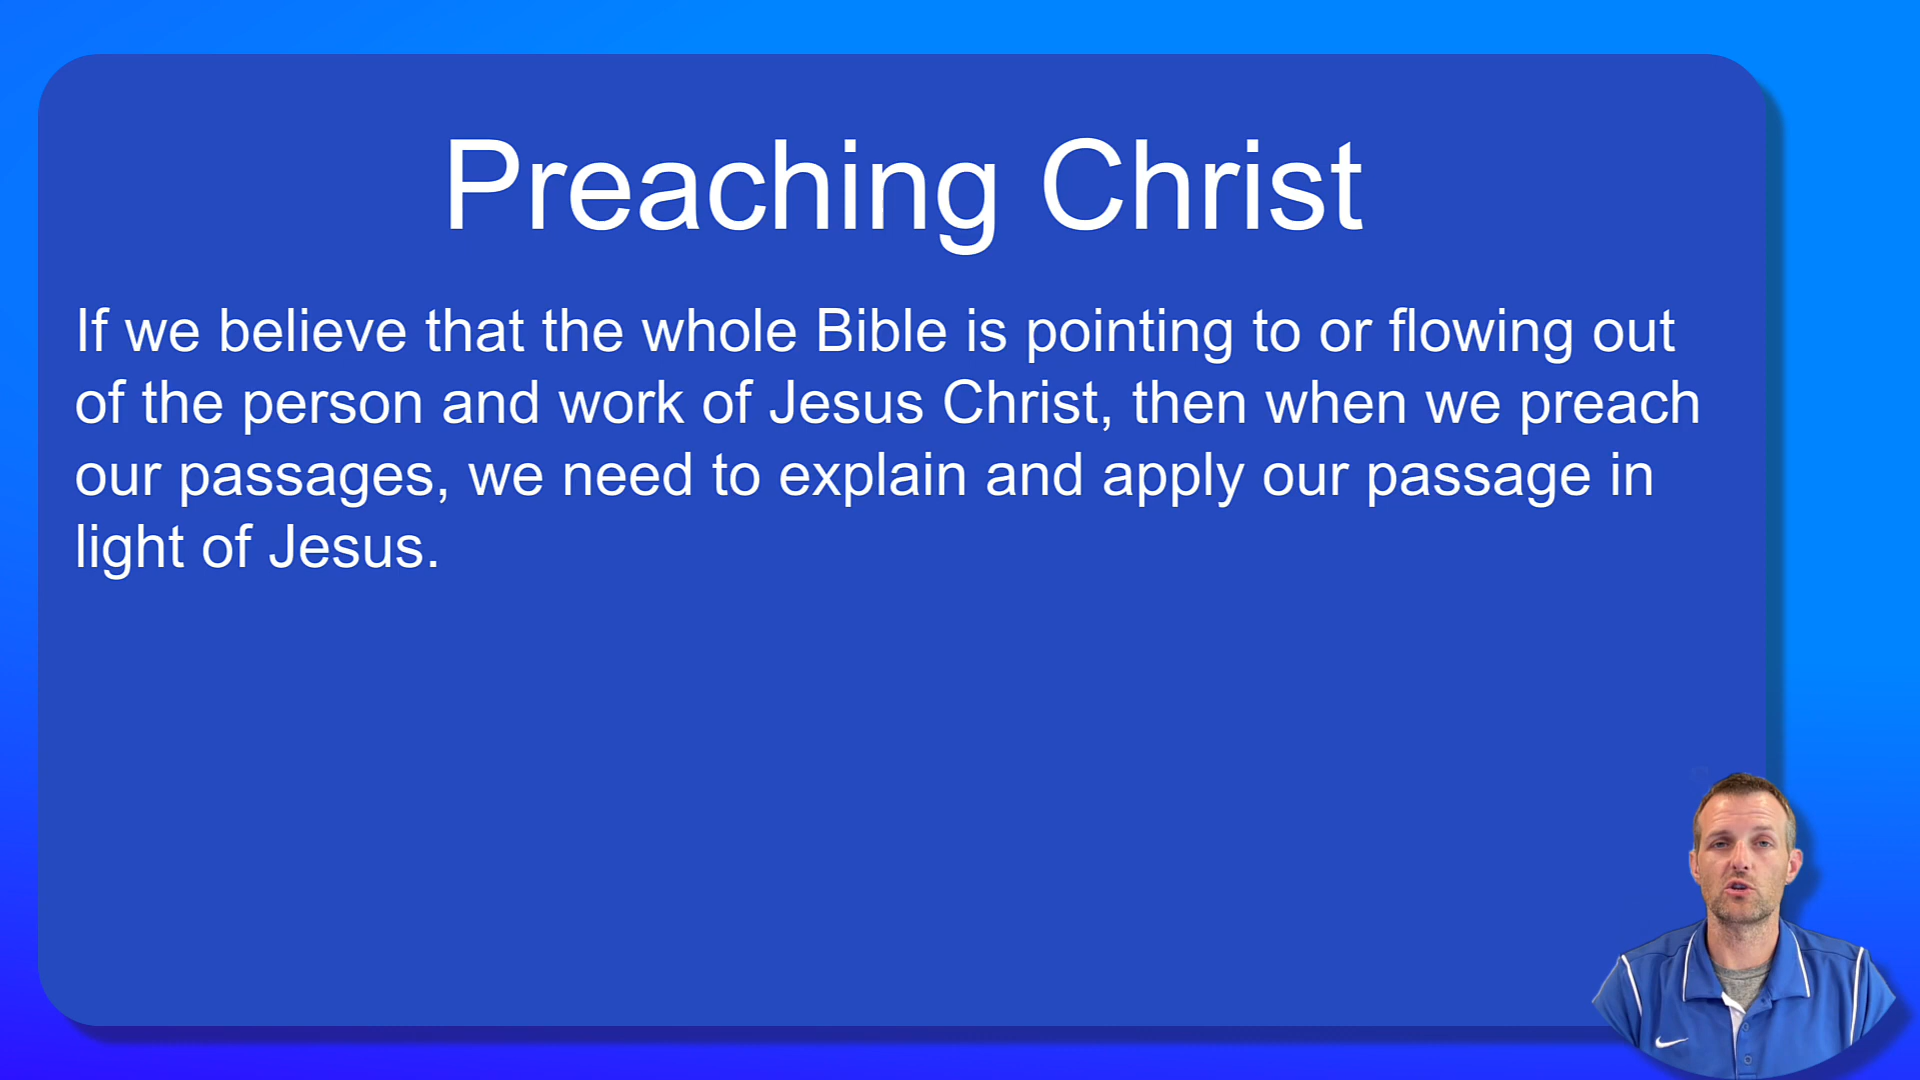 Preaching Christ
If we believe that the whole Bible is pointing to or flowing out
of the person and work of Jesus Christ, then when we preach
our passages, we need to explain and apply our passage in
light of Jesus.